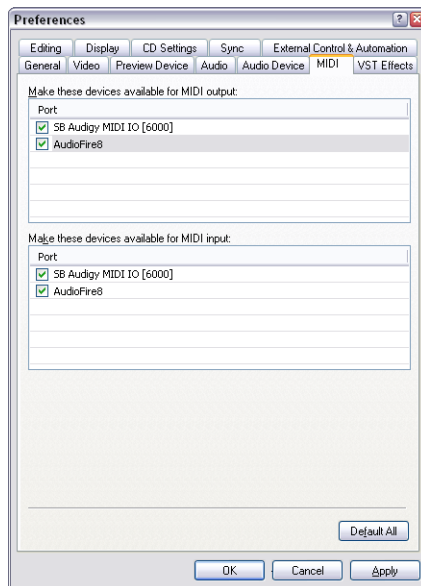 Preferences
Editing Display CD Settings Sync External Control & Automation
General Video Preview Device Audio Audio Device MIDI VST Effects
Make these devices available for MIDI output:
Port
SB Audigy MIDI IO [6000]
AudioFire8
Make these devices available for MIDI input:
Port
SB Audigy MIDI IO [6000]
AudioFire8
Default All
OK Cancel Apply